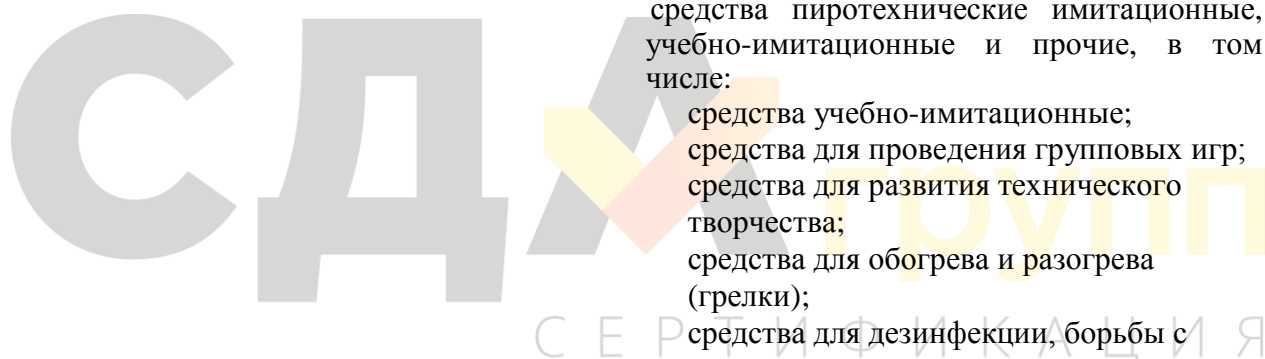 средства пиротехнические имитационные,
учебно-имитационные и прочие, в том
числе:
средства учебно-имитационные;
средства для проведения групповых игр;
средства для развития технического
творчества;
средства для обогрева и разогрева
(грелки);
средства для дезинфекции, борьбы с
СДА групп
СЕРТИФИКАЦИЯ